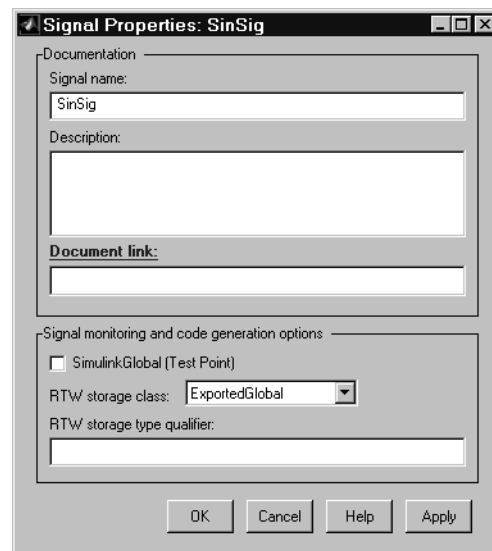 Signal Properties: SinSig
Documentation
Signal name:
SinSig
Description:
Document link:
Signal monitoring and code generation options
SimulinkGlobal (Test Point)
RTW storage class: ExportedGlobal
RTW storage type qualifier:
OK Cancel Help Apply